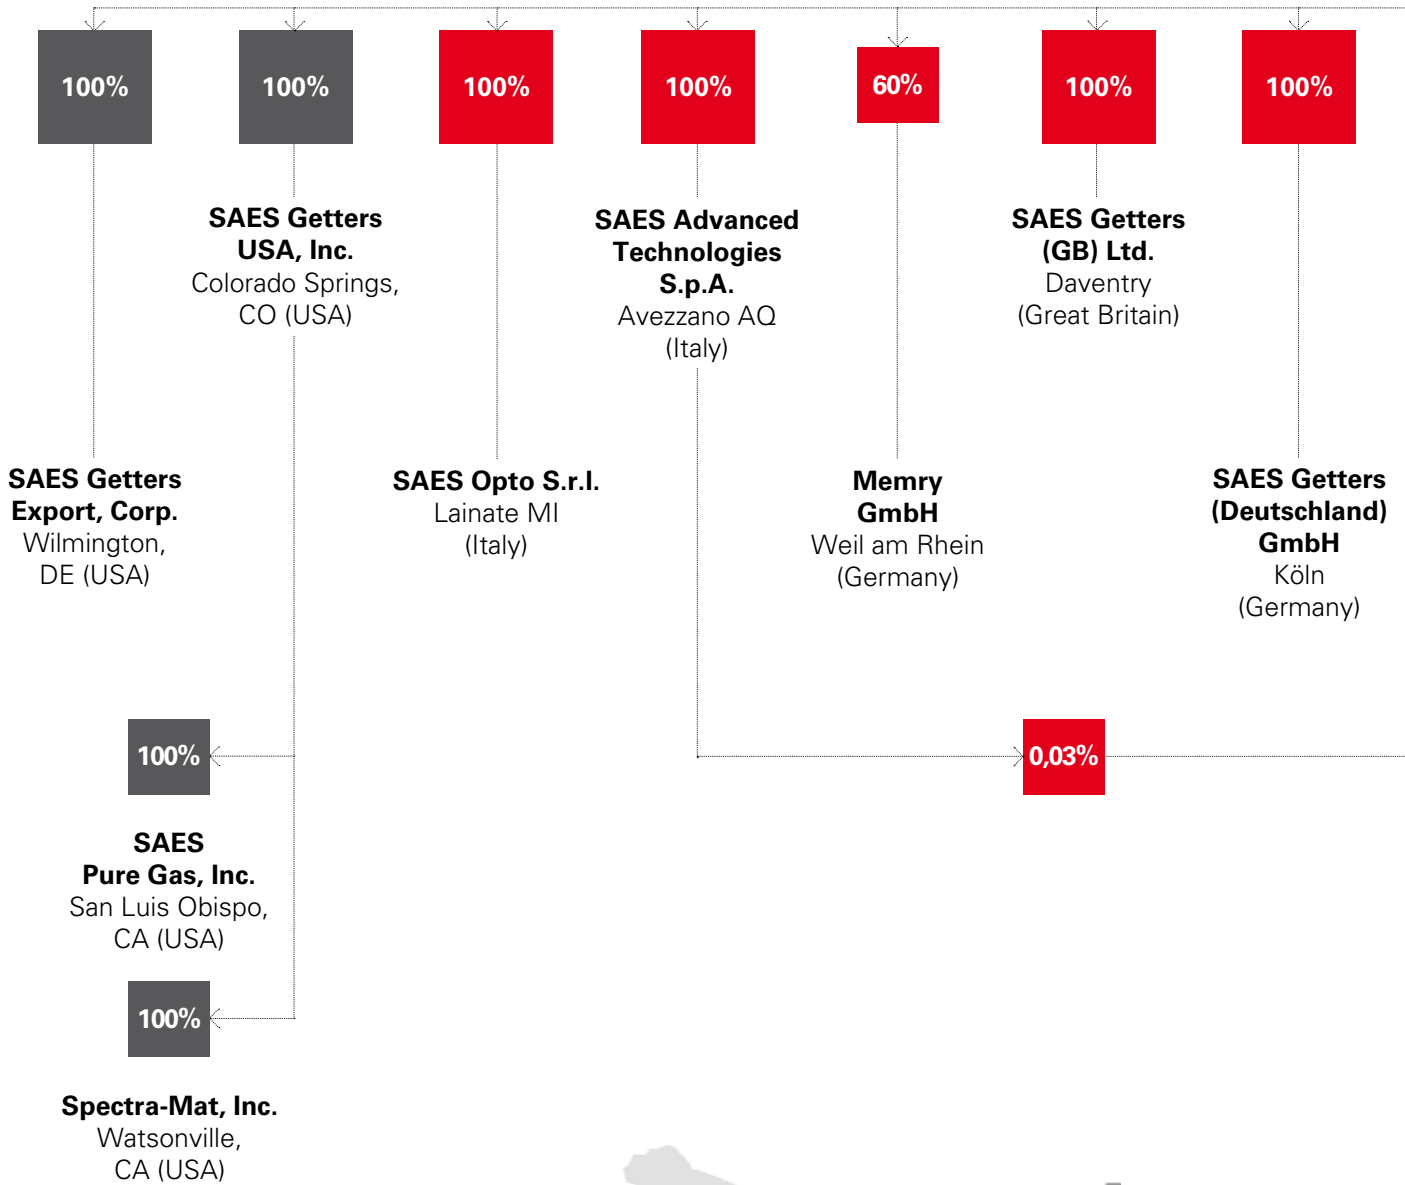 100%
100%
100%
100%
60%
100%
100%
SAES Getters
USA, Inc.
Colorado Springs,
CO (USA)
SAES Advanced
Technologies
S.p.A.
Avezzano AQ
(Italy)
SAES Getters
(GB) Ltd.
Daventry
(Great Britain)
SAES Getters
Export, Corp.
Wilmington,
DE (USA)
SAES Opto S.r.l.
Lainate MI
(Italy)
Memry
GmbH
Weil am Rhein
(Germany)
SAES Getters
(Deutschland)
GmbH
Köln
(Germany)
100%
0,03%
SAES
Pure Gas, Inc.
San Luis Obispo,
CA (USA)
100%
Spectra-Mat, Inc.
Watsonville,
CA (USA)